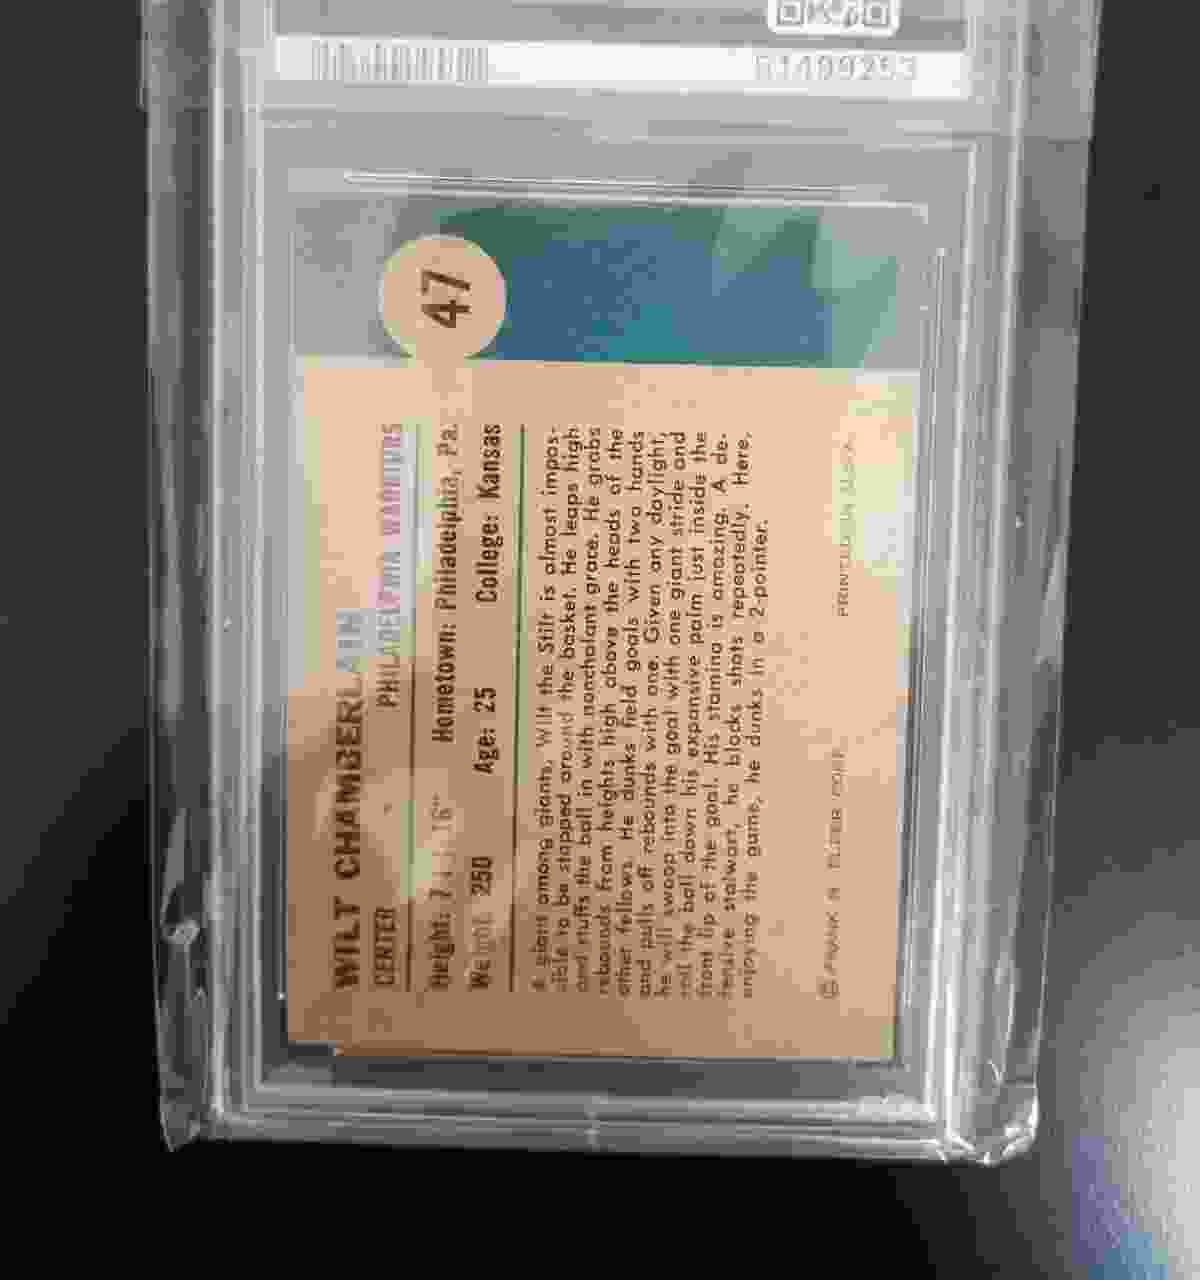 51499253
47
WILT CHAMBERLAIN
CENTER PHILADELPHIA WARRIORS
Height: 7' Hometown: Philadelphia, Pa.
Weight: 250 Age: 25 College: Kansas
A giant among giants, Wilt the Stilt is almost impos-
sible to be stopped around the basket. He leaps high
and stuffs the ball in with nonchalant grace. He grabs
rebounds from heights high above the heads of the
other fellows. He dunks field goals with two hands
and pulls off rebounds with one. Given any daylight,
he will swoop into the goal with one giant stride and
roll the ball down his expansive palm just inside the
front lip of the goal. His stamina is amazing. A de-
fensive stalwart, he blocks shots repeatedly. Here,
enjoying the game, he dunks in a 2-pointer.
© FRANK H. FLEER CORP. PRINTED IN U.S.A.